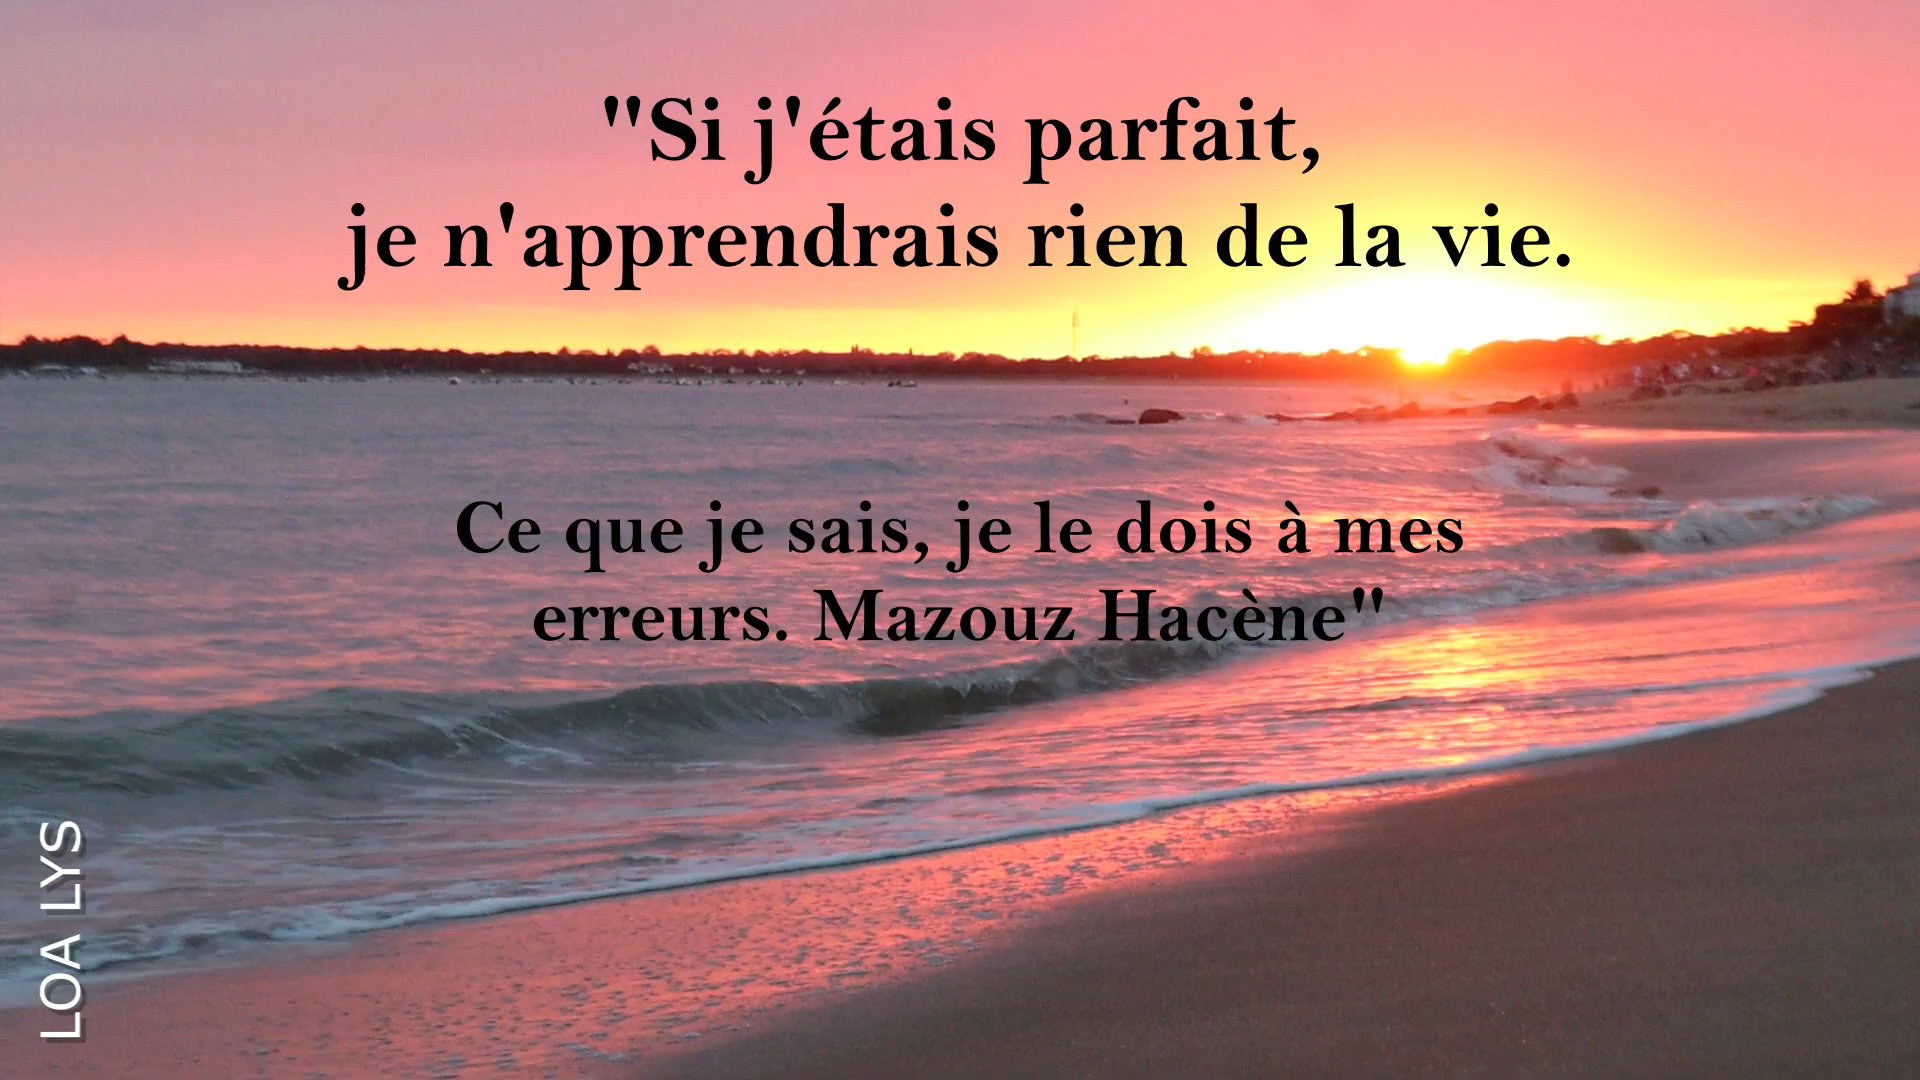 "Si j'étais parfait,
je n'apprendrais rien de la vie.
Ce que je sais, je le dois à mes
erreurs. Mazouz Hacène"
LOA LYS